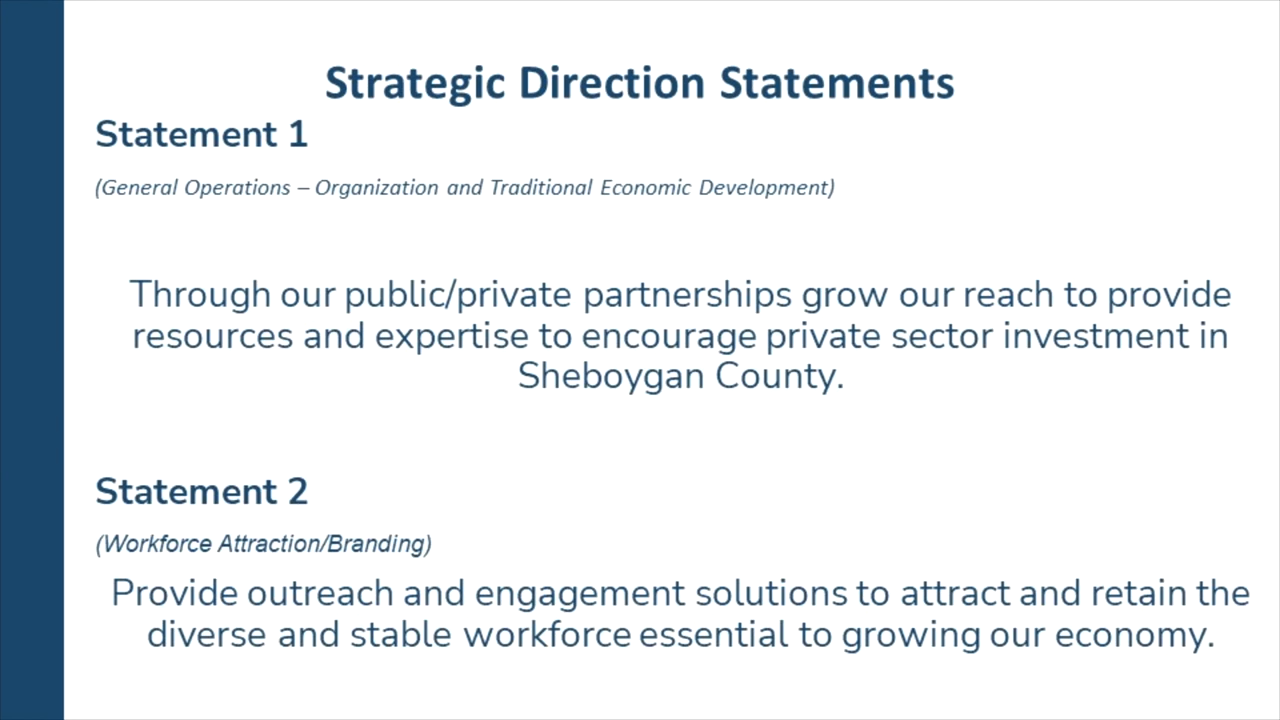 Strategic Direction Statements
Statement 1
(General Operations – Organization and Traditional Economic Development)
Through our public/private partnerships grow our reach to provide
resources and expertise to encourage private sector investment in
Sheboygan County.
Statement 2
(Workforce Attraction/Branding)
Provide outreach and engagement solutions to attract and retain the
diverse and stable workforce essential to growing our economy.